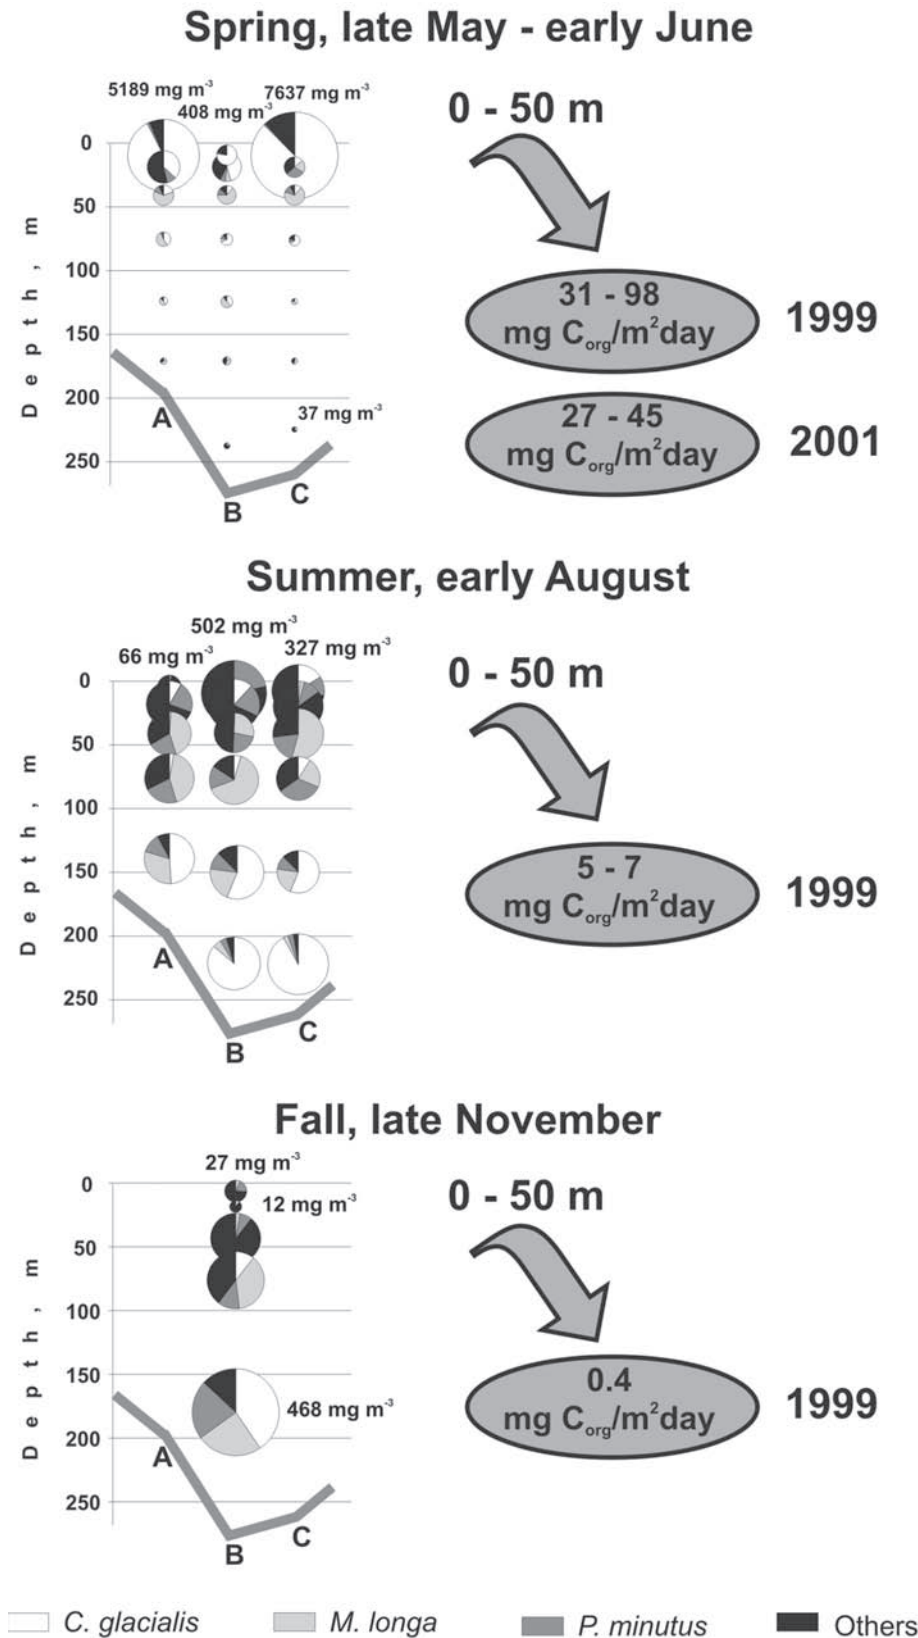 Spring, late May - early June
5189 mg m⁻³
408 mg m⁻³
7637 mg m⁻³
0 - 50 m
0
50
100
150
200
250
Depth, m
37 mg m⁻³
A
B
C
31 - 98
mg Corg/m²day
1999
27 - 45
mg Corg/m²day
2001
Summer, early August
502 mg m⁻³
66 mg m⁻³
327 mg m⁻³
0 - 50 m
0
50
100
150
200
250
Depth, m
A
B
C
5 - 7
mg Corg/m²day
1999
Fall, late November
27 mg m⁻³
12 mg m⁻³
0 - 50 m
0
50
100
150
200
250
Depth, m
468 mg m⁻³
A
B
C
0.4
mg Corg/m²day
1999
C. glacialis M. longa P. minutus Others